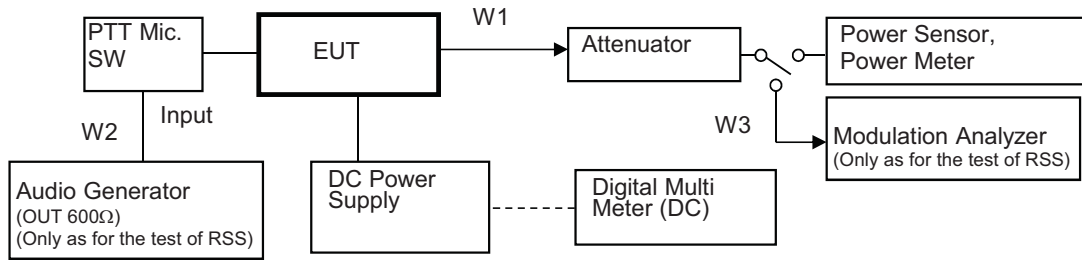 PTT Mic.
SW
EUT
W1
Attenuator
Power Sensor,
Power Meter
W2
Input
W3
Modulation Analyzer
(Only as for the test of RSS)
Audio Generator
(OUT 600Ω)
(Only as for the test of RSS)
DC Power
Supply
Digital Multi
Meter (DC)